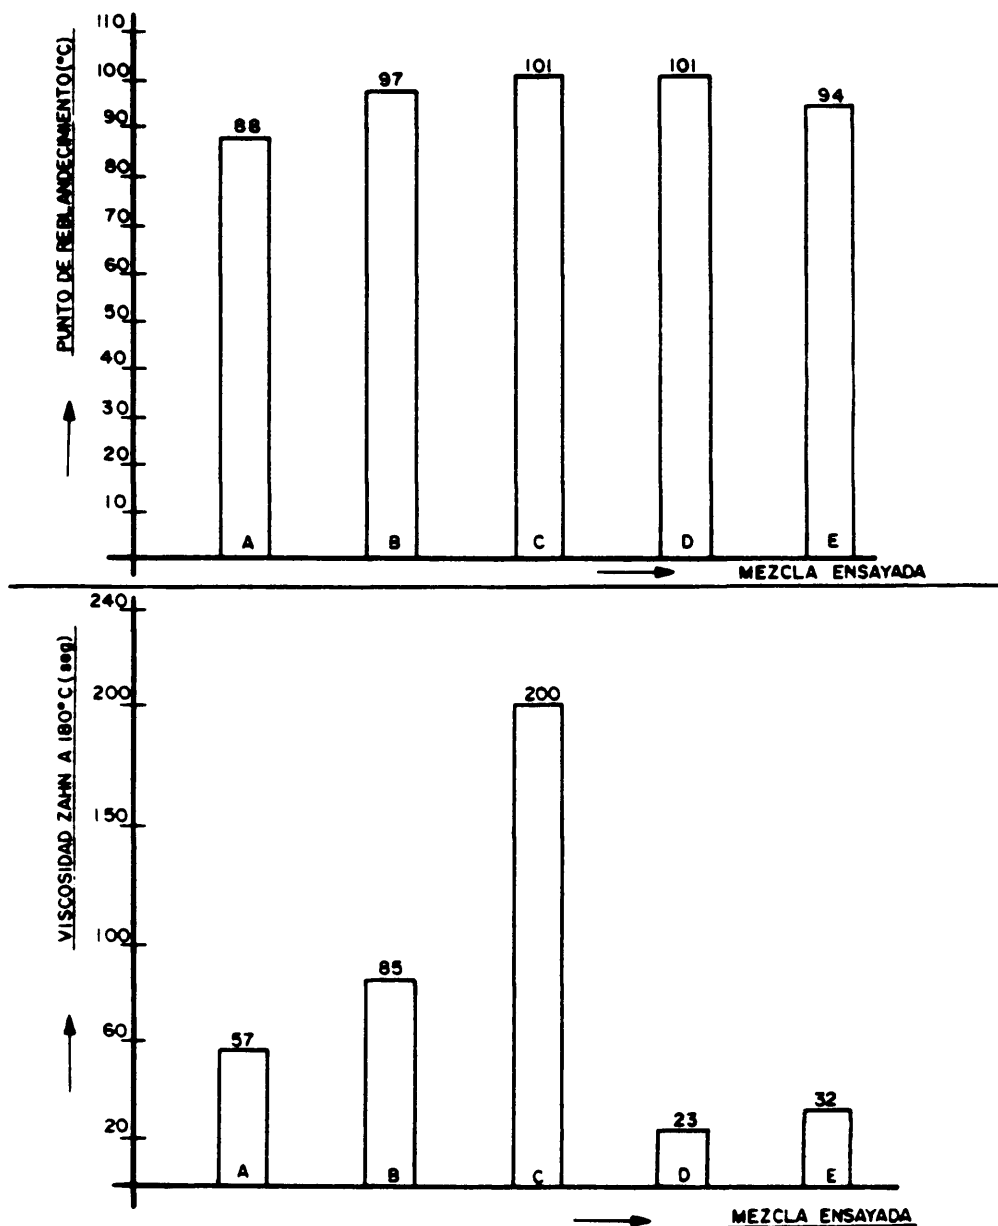 PUNTO DE REBLANDECIMIENTO (°C)
110
100
90
80
70
60
50
40
30
20
10
88
97
101
101
94
A
B
C
D
E
MEZCLA ENSAYADA
VISCOSIDAD ZAHN A 180°C (seg)
240
200
150
100
60
20
57
85
200
23
32
A
B
C
D
E
MEZCLA ENSAYADA